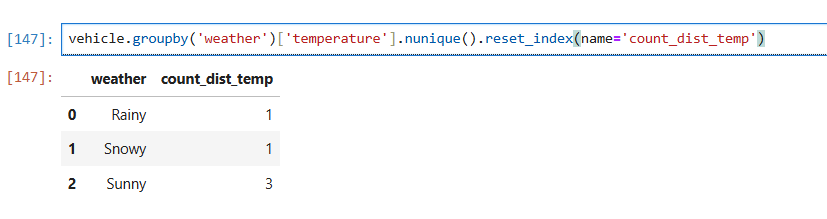 [147]: vehicle.groupby('weather')['temperature'].nunique().reset_index(name='count_dist_temp')
[147]:
weather count_dist_temp
0 Rainy 1
1 Snowy 1
2 Sunny 3